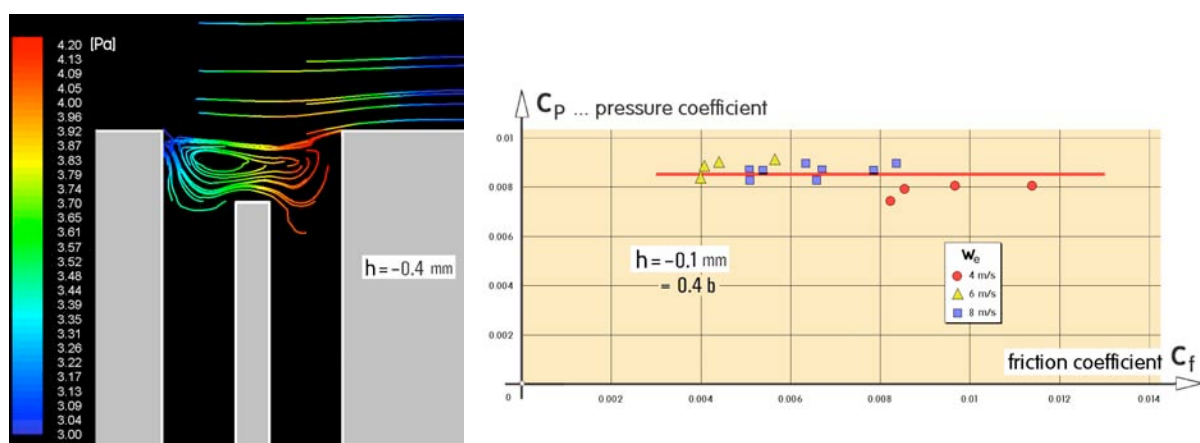 4.20 [Pa]
4.13
4.09
4.05
4.00
3.96
3.92
3.87
3.83
3.79
3.74
3.70
3.65
3.61
3.57
3.52
3.48
3.44
3.39
3.35
3.31
3.26
3.22
3.17
3.13
3.09
3.04
3.00
h = -0.4 mm
CP ... pressure coefficient
0.01
0.008
0.006
0.004
0.002
h = -0.1 mm
= 0.4 b
we
4 m/s
6 m/s
8 m/s
friction coefficient Cf
0 0.002 0.004 0.006 0.008 0.01 0.012 0.014